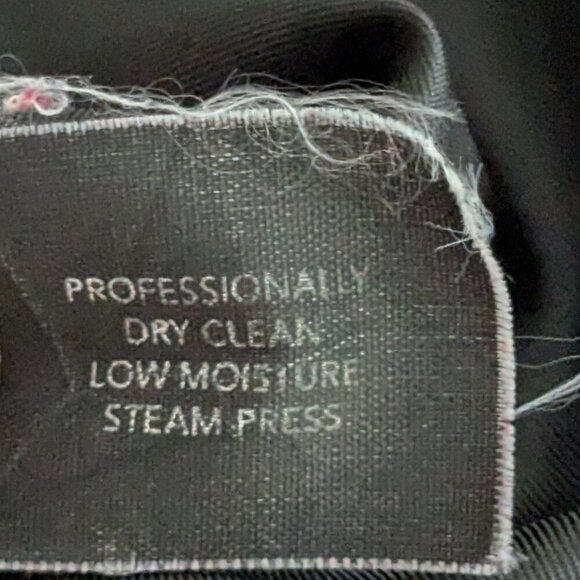 PROFESSIONALLY
DRY CLEAN
LOW MOISTURE
STEAM PRESS